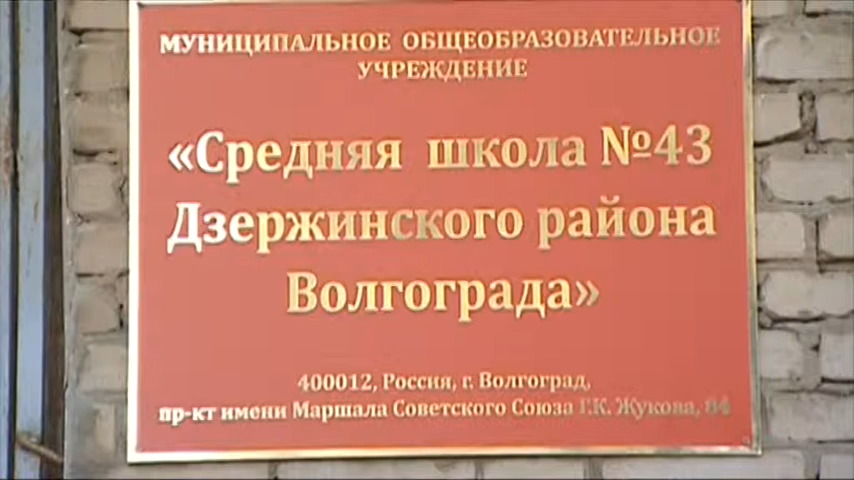 МУНИЦИПАЛЬНОЕ ОБЩЕОБРАЗОВАТЕЛЬНОЕ
УЧРЕЖДЕНИЕ
«Средняя школа №43
Дзержинского района
Волгограда»
400012, Россия, г. Волгоград,
пр-кт имени Маршала Советского Союза Г.К. Жукова,